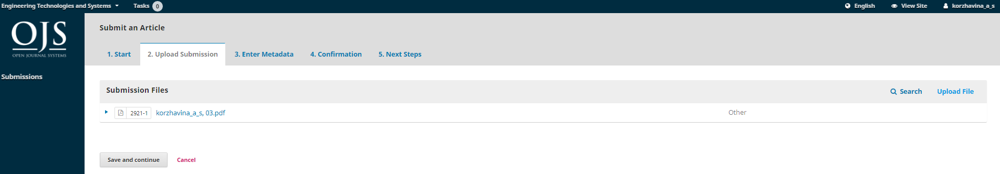 Engineering Technologies and Systems Tasks 0 English View Site korzhavina_a_s
OJS
OPEN JOURNAL SYSTEMS
Submissions
Submit an Article
1. Start 2. Upload Submission 3. Enter Metadata 4. Confirmation 5. Next Steps
Submission Files Search Upload File
2921-1 korzhavina_a_s, 03.pdf Other
Save and continue Cancel